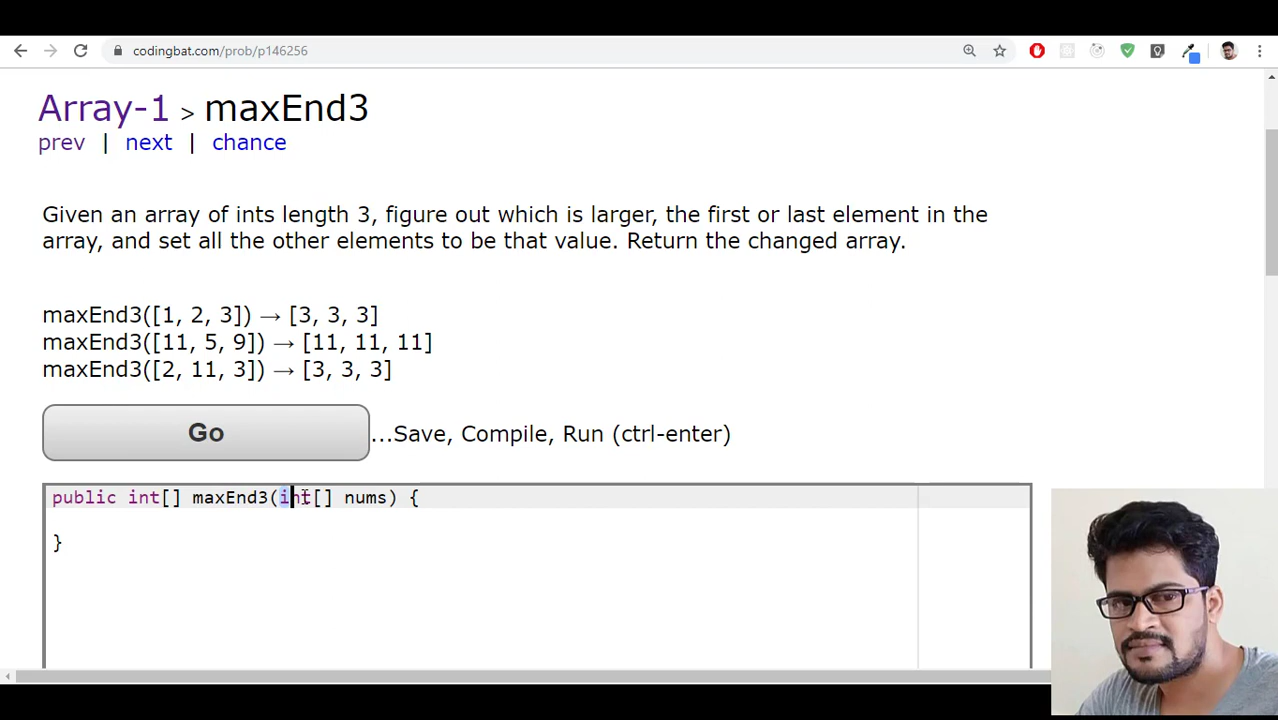 codingbat.com/prob/p146256
Array-1 > maxEnd3
prev | next | chance
Given an array of ints length 3, figure out which is larger, the first or last element in the
array, and set all the other elements to be that value. Return the changed array.
maxEnd3([1, 2, 3]) → [3, 3, 3]
maxEnd3([11, 5, 9]) → [11, 11, 11]
maxEnd3([2, 11, 3]) → [3, 3, 3]
Go ...Save, Compile, Run (ctrl-enter)
public int[] maxEnd3(int[] nums) {
}